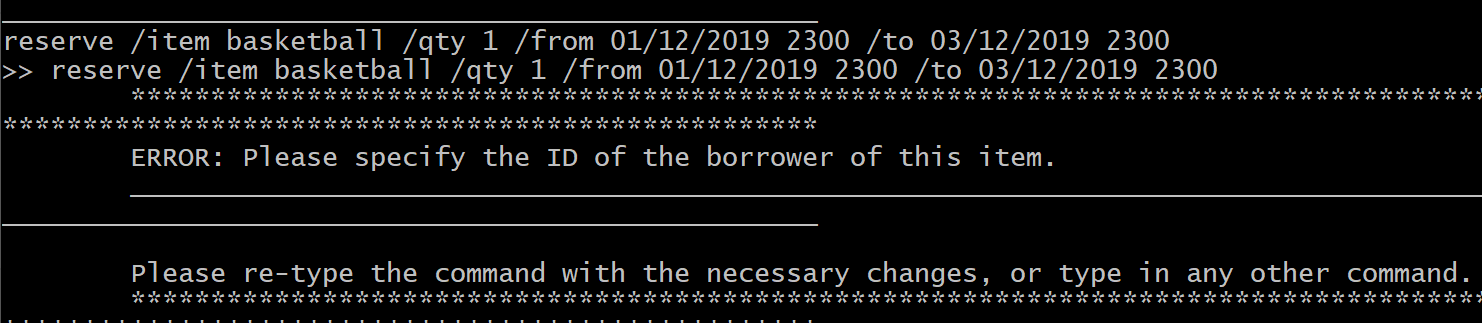 reserve /item basketball /qty 1 /from 01/12/2019 2300 /to 03/12/2019 2300
>> reserve /item basketball /qty 1 /from 01/12/2019 2300 /to 03/12/2019 2300
*************************************************************************************
***************************************************
ERROR: Please specify the ID of the borrower of this item.
Please re-type the command with the necessary changes, or type in any other command.
*************************************************************************************